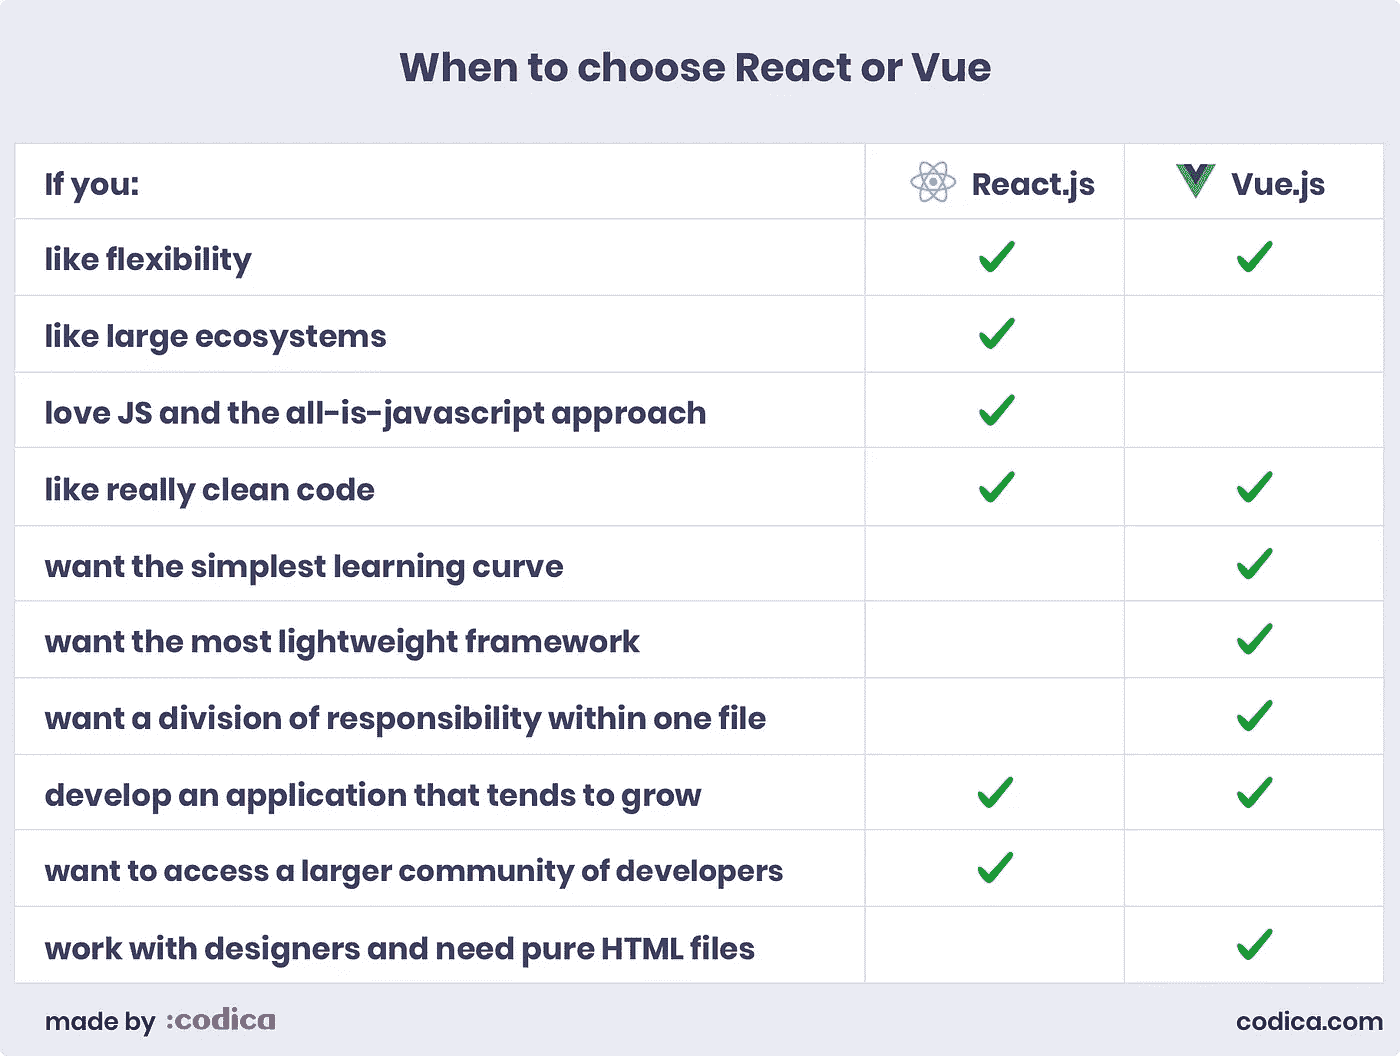 When to choose React or Vue
If you:
React.js
Vue.js
like flexibility
like large ecosystems
love JS and the all-is-javascript approach
like really clean code
want the simplest learning curve
want the most lightweight framework
want a division of responsibility within one file
develop an application that tends to grow
want to access a larger community of developers
work with designers and need pure HTML files
made by :codica
codica.com